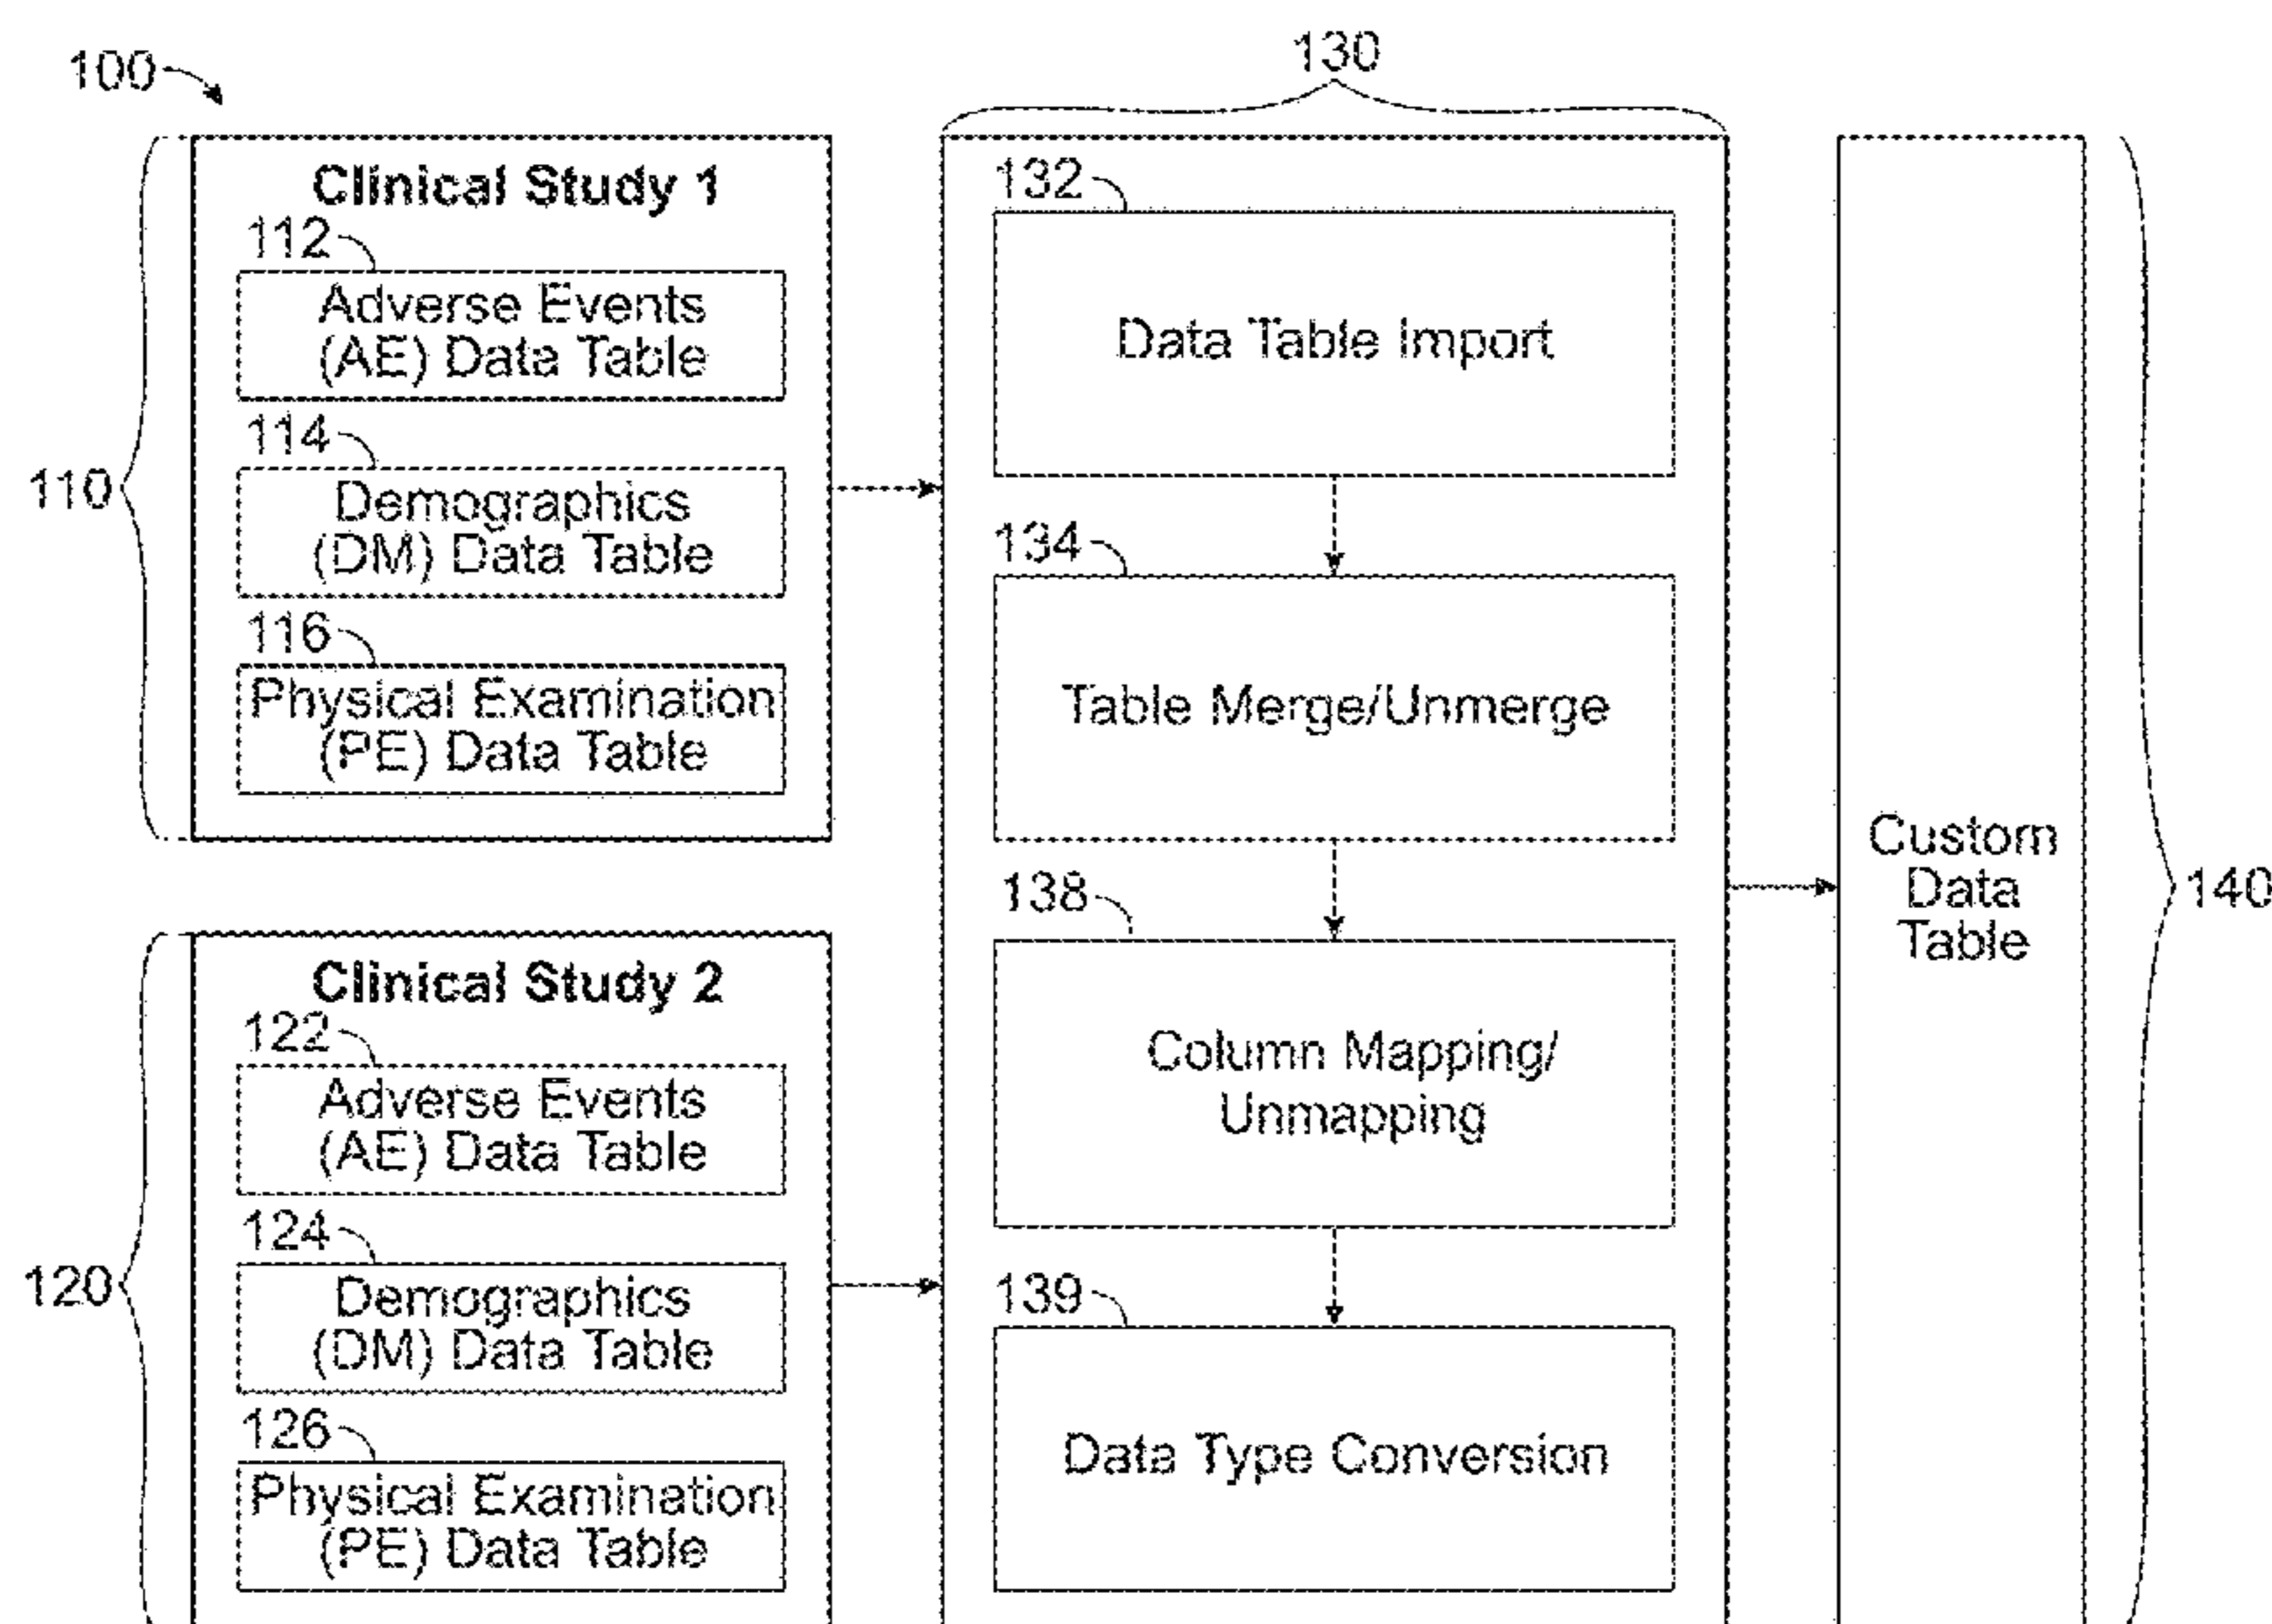 100
130
110
Clinical Study 1
112
Adverse Events
(AE) Data Table
114
Demographics
(DM) Data Table
116
Physical Examination
(PE) Data Table
120
Clinical Study 2
122
Adverse Events
(AE) Data Table
124
Demographics
(DM) Data Table
126
Physical Examination
(PE) Data Table
132
Data Table Import
134
Table Merge/Unmerge
138
Column Mapping/
Unmapping
139
Data Type Conversion
Custom
Data
Table
140